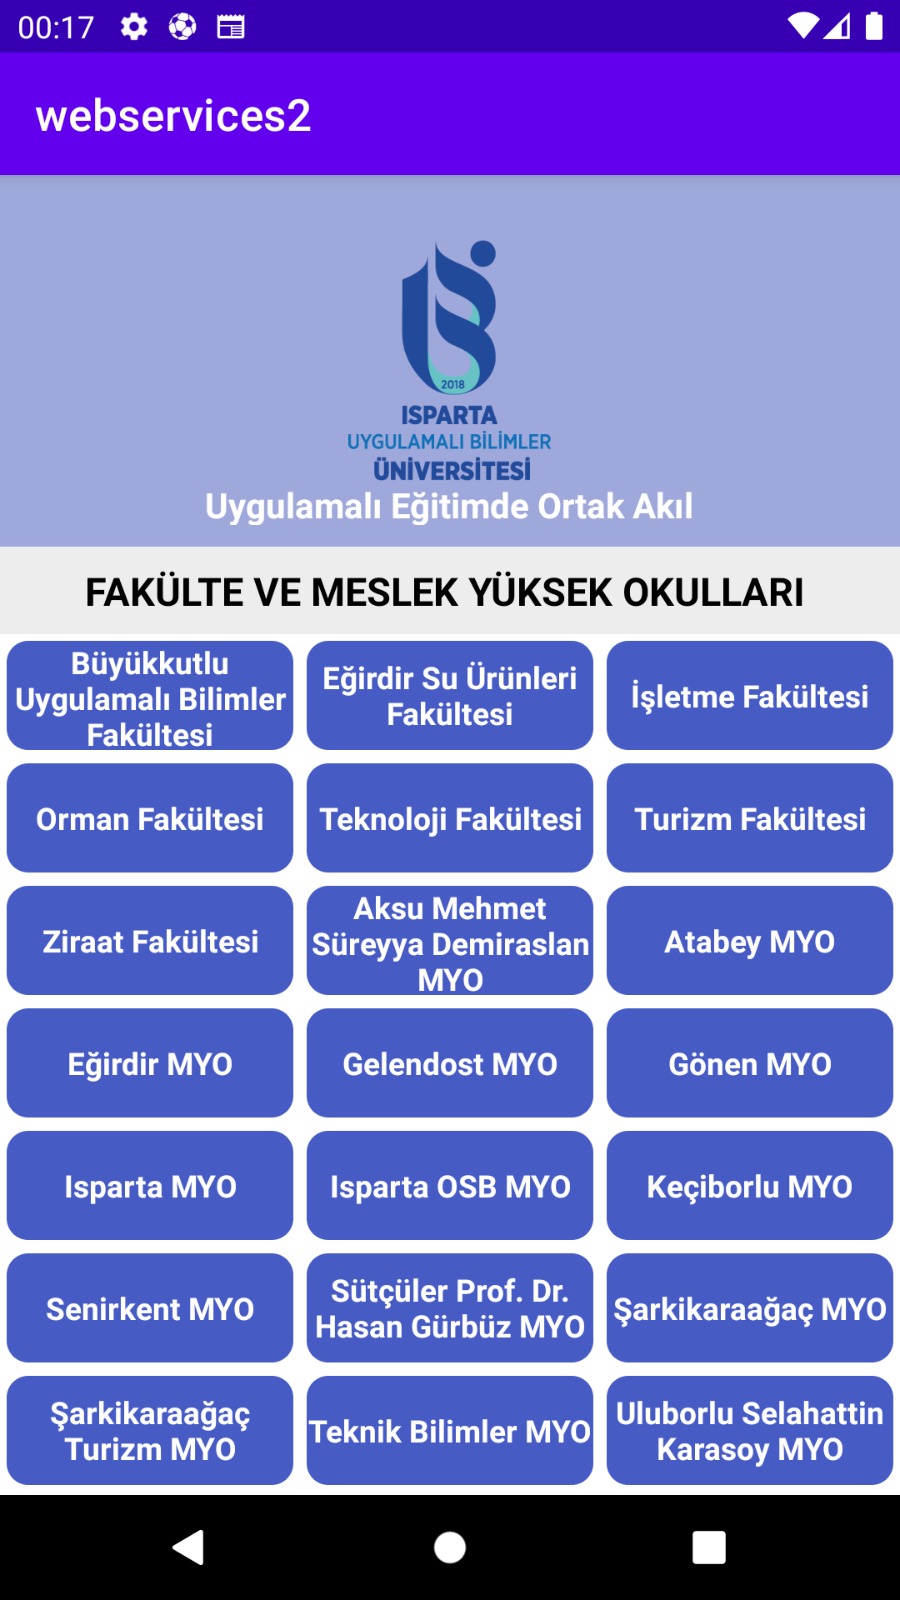 00:17
webservices2
2018
ISPARTA
UYGULAMALI BİLİMLER
ÜNİVERSİTESİ
Uygulamalı Eğitimde Ortak Akıl
FAKÜLTE VE MESLEK YÜKSEK OKULLARI
Büyükkutlu
Uygulamalı Bilimler
Fakültesi
Eğirdir Su Ürünleri
Fakültesi
İşletme Fakültesi
Orman Fakültesi
Teknoloji Fakültesi
Turizm Fakültesi
Ziraat Fakültesi
Aksu Mehmet
Süreyya Demiraslan
MYO
Atabey MYO
Eğirdir MYO
Gelendost MYO
Gönen MYO
Isparta MYO
Isparta OSB MYO
Keçiborlu MYO
Senirkent MYO
Sütçüler Prof. Dr.
Hasan Gürbüz MYO
Şarkikaraağaç MYO
Şarkikaraağaç
Turizm MYO
Teknik Bilimler MYO
Uluborlu Selahattin
Karasoy MYO